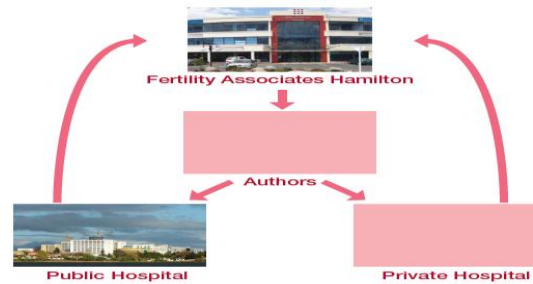 Fertility Associates Hamilton
Authors
Public Hospital
Private Hospital